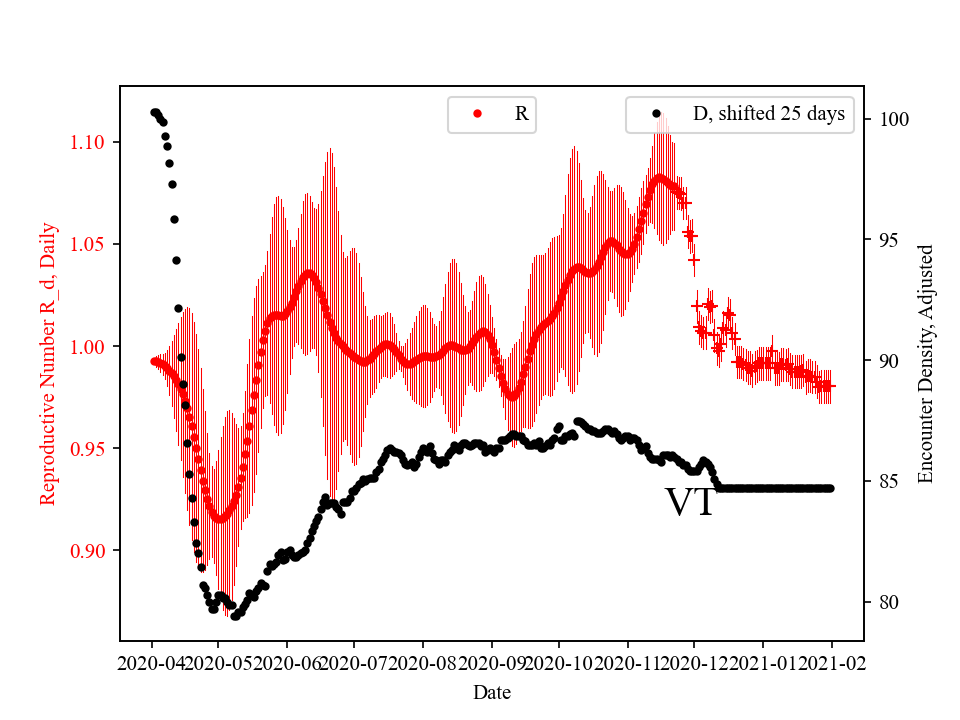 R
D, shifted 25 days
1.10
1.05
1.00
0.95
0.90
Reproductive Number R_d, Daily
100
95
90
85
80
Encounter Density, Adjusted
VT
2020-04 2020-05 2020-06 2020-07 2020-08 2020-09 2020-10 2020-11 2020-12 2021-01 2021-02
Date